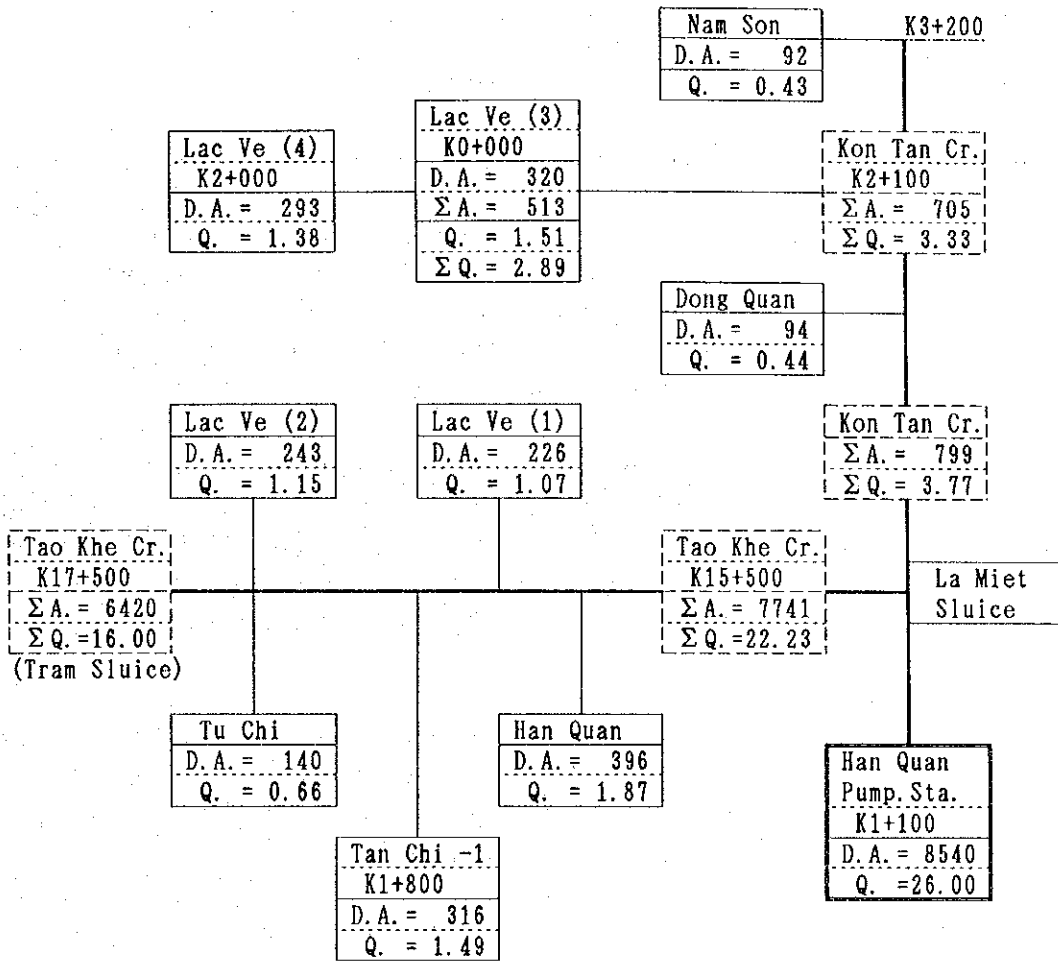 Nam Son
D.A.= 92
Q. = 0.43
K3+200
Lac Ve (4)
K2+000
D.A.= 293
Q. = 1.38
Lac Ve (3)
K0+000
D.A.= 320
ΣA.= 513
Q. = 1.51
ΣQ.= 2.89
Kon Tan Cr.
K2+100
ΣA.= 705
ΣQ.= 3.33
Dong Quan
D.A.= 94
Q. = 0.44
Lac Ve (2)
D.A.= 243
Q. = 1.15
Lac Ve (1)
D.A.= 226
Q. = 1.07
Kon Tan Cr.
ΣA.= 799
ΣQ.= 3.77
Tao Khe Cr.
K17+500
ΣA.= 6420
ΣQ.=16.00
(Tram Sluice)
Tao Khe Cr.
K15+500
ΣA.= 7741
ΣQ.=22.23
La Miet
Sluice
Tu Chi
D.A.= 140
Q. = 0.66
Han Quan
D.A.= 396
Q. = 1.87
Tan Chi -1
K1+800
D.A.= 316
Q. = 1.49
Han Quan
Pump.Sta.
K1+100
D.A.= 8540
Q. =26.00